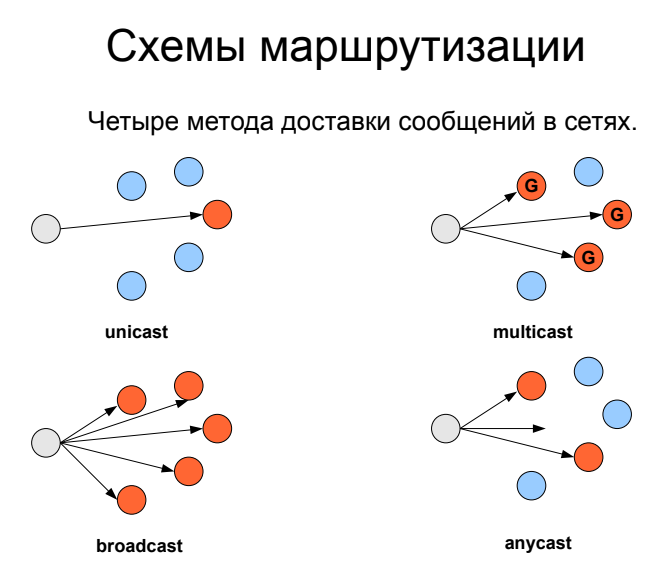 Схемы маршрутизации
Четыре метода доставки сообщений в сетях.
G
G
G
unicast
multicast
broadcast
anycast